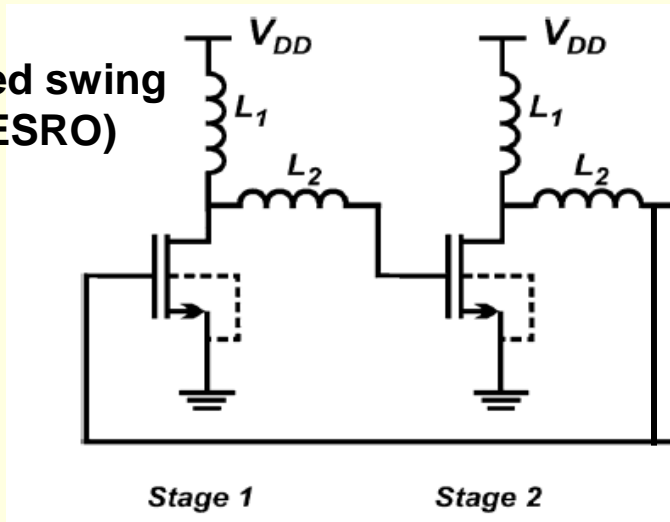 ed swing
ESRO)
V_DD
V_DD
L_1
L_1
L_2
L_2
Stage 1
Stage 2